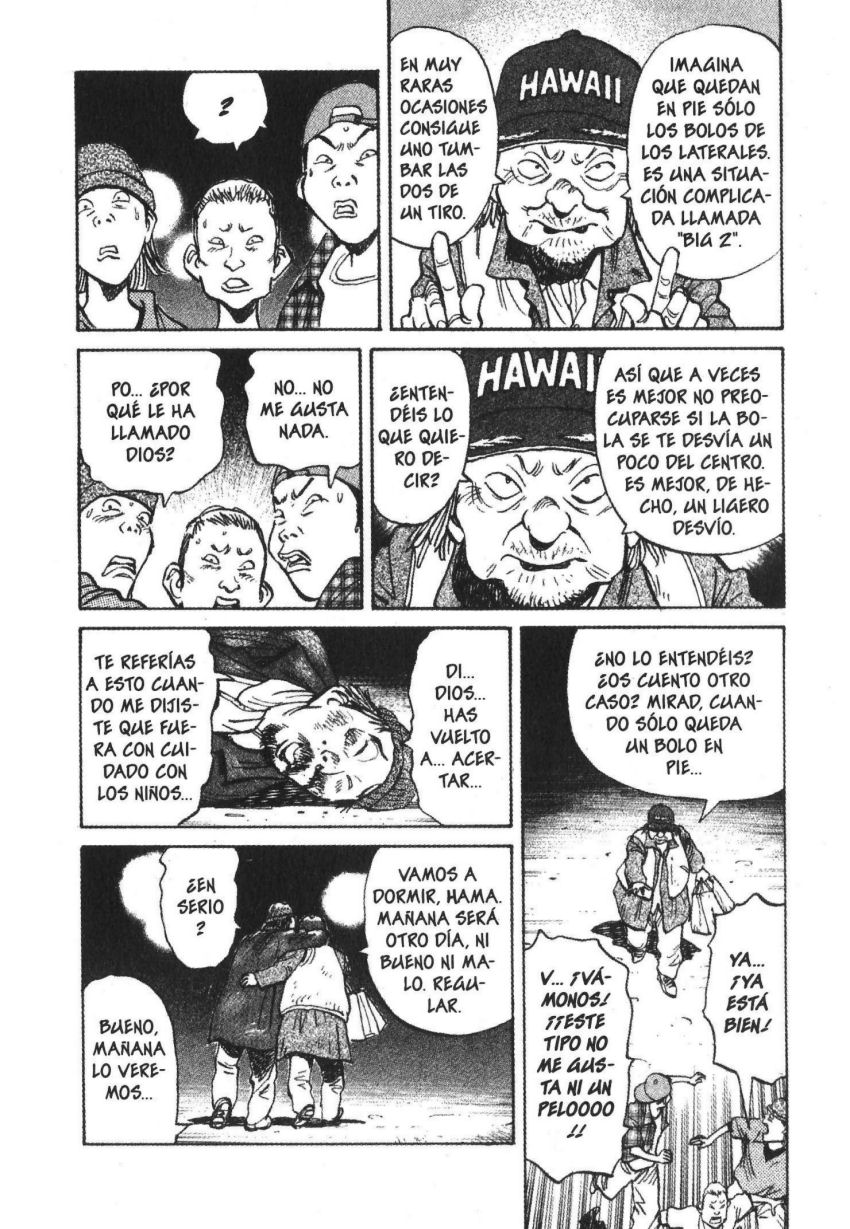 IMAGINA
QUE QUEDAN
EN PIE SÓLO
LOS BOLOS DE
LOS LATERALES.
ES UNA SITUA-
CIÓN COMPLICA-
DA LLAMADA
"BIG 2".
HAWAII
EN MUY
RARAS
OCASIONES
CONSIGUE
UNO TUM-
BAR LAS
DOS DE
UN TIRO.
?
ASÍ QUE A VECES
ES MEJOR NO PREO-
CUPARSE SI LA BO-
LA SE TE DESVÍA UN
POCO DEL CENTRO.
ES MEJOR, DE HE-
CHO, UN LIGERO
DESVÍO.
HAWAII
¿ENTEN-
DÉIS LO
QUE QUIE-
RO DE-
CIR?
NO... NO
ME GUSTA
NADA.
PO... ¿POR
QUÉ LE HA
LLAMADO
DIOS?
¿NO LO ENTENDÉIS?
¿OS CUENTO OTRO
CASO? MIRAD, CUAN-
DO SÓLO QUEDA
UN BOLO EN
PIE...
YA...
¡YA
ESTÁ
BIEN!
V... ¡VÁ-
MONOS!
¡¡ESTE
TIPO NO
ME GUS-
TA NI UN
PELOOOO
!!
DI...
DIOS...
HAS
VUELTO
A... ACER-
TAR...
TE REFERÍAS
A ESTO CUAN-
DO ME DIJIS-
TE QUE FUE-
RA CON CUI-
DADO CON
LOS NIÑOS...
VAMOS A
DORMIR, HAMA.
MAÑANA SERÁ
OTRO DÍA, NI
BUENO NI MA-
LO. REGU-
LAR.
¿EN
SERIO
?
BUENO,
MAÑANA
LO VERE-
MOS...